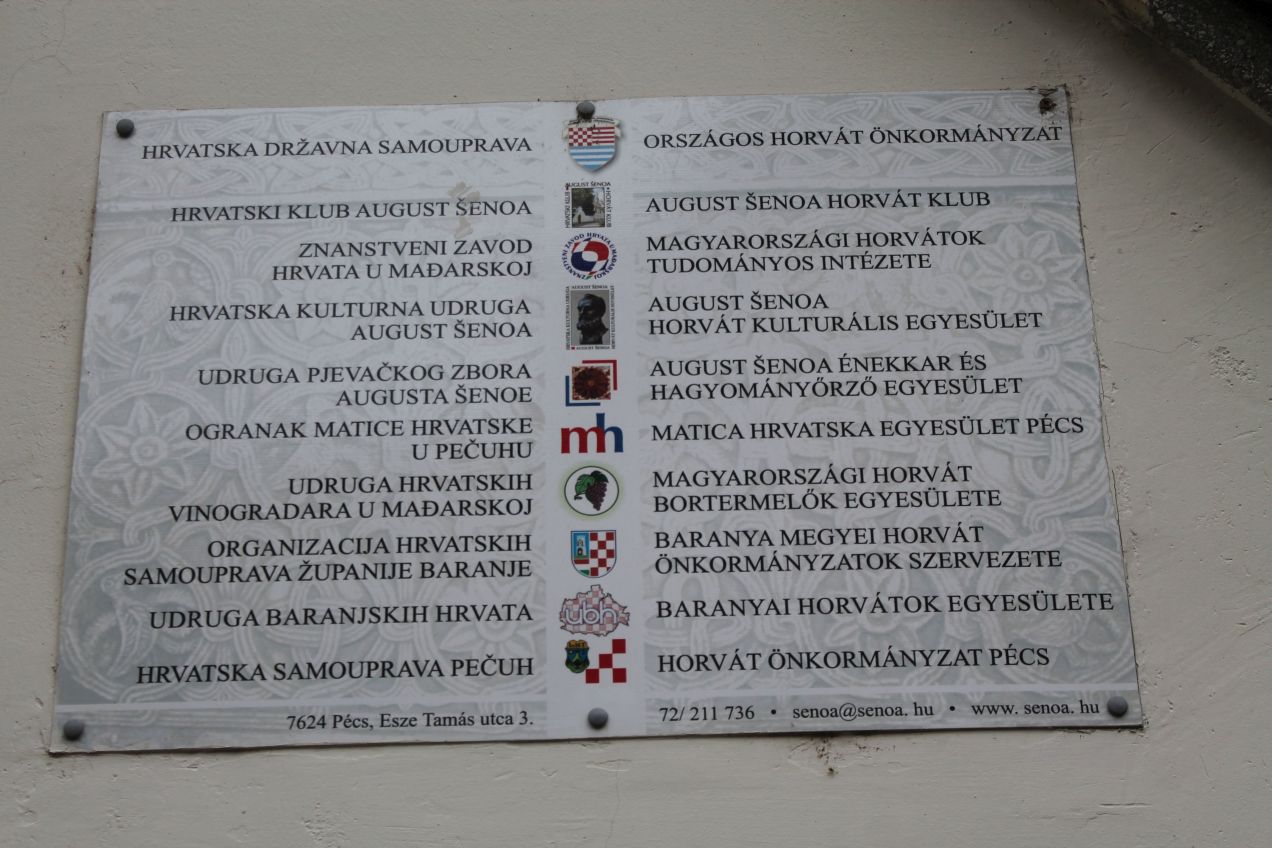 HRVATSKA DRŽAVNA SAMOUPRAVA
ORSZÁGOS HORVÁT ÖNKORMÁNYZAT
HRVATSKI KLUB AUGUST ŠENOA
AUGUST ŠENOA HORVÁT KLUB
ZNANSTVENI ZAVOD
HRVATA U MAĐARSKOJ
MAGYARORSZÁGI HORVÁTOK
TUDOMÁNYOS INTÉZETE
HRVATSKA KULTURNA UDRUGA
AUGUST ŠENOA
AUGUST ŠENOA
HORVÁT KULTURÁLIS EGYESÜLET
UDRUGA PJEVAČKOG ZBORA
AUGUSTA ŠENOE
AUGUST ŠENOA ÉNEKKAR ÉS
HAGYOMÁNYŐRZŐ EGYESÜLET
OGRANAK MATICE HRVATSKE
U PEČUHU
mh
MATICA HRVATSKA EGYESÜLET PÉCS
UDRUGA HRVATSKIH
VINOGRADARA U MAĐARSKOJ
MAGYARORSZÁGI HORVÁT
BORTERMELŐK EGYESÜLETE
ORGANIZACIJA HRVATSKIH
SAMOUPRAVA ŽUPANIJE BARANJE
BARANYA MEGYEI HORVÁT
ÖNKORMÁNYZATOK SZERVEZETE
UDRUGA BARANJSKIH HRVATA
ubh
BARANYAI HORVÁTOK EGYESÜLETE
HRVATSKA SAMOUPRAVA PEČUH
HORVÁT ÖNKORMÁNYZAT PÉCS
7624 Pécs, Esze Tamás utca 3.
72/ 211 736 • senoa@senoa. hu • www. senoa. hu